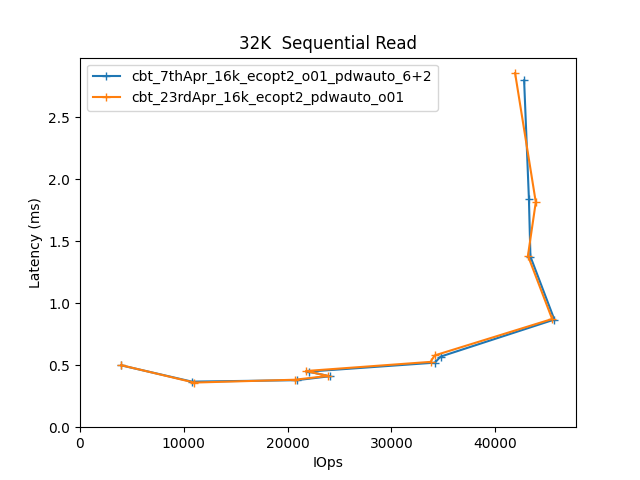 32K  Sequential Read
cbt_7thApr_16k_ecopt2_o01_pdwauto_6+2
cbt_23rdApr_16k_ecopt2_pdwauto_o01
Latency (ms)
2.5
2.0
1.5
1.0
0.5
0.0
0 10000 20000 30000 40000
IOps